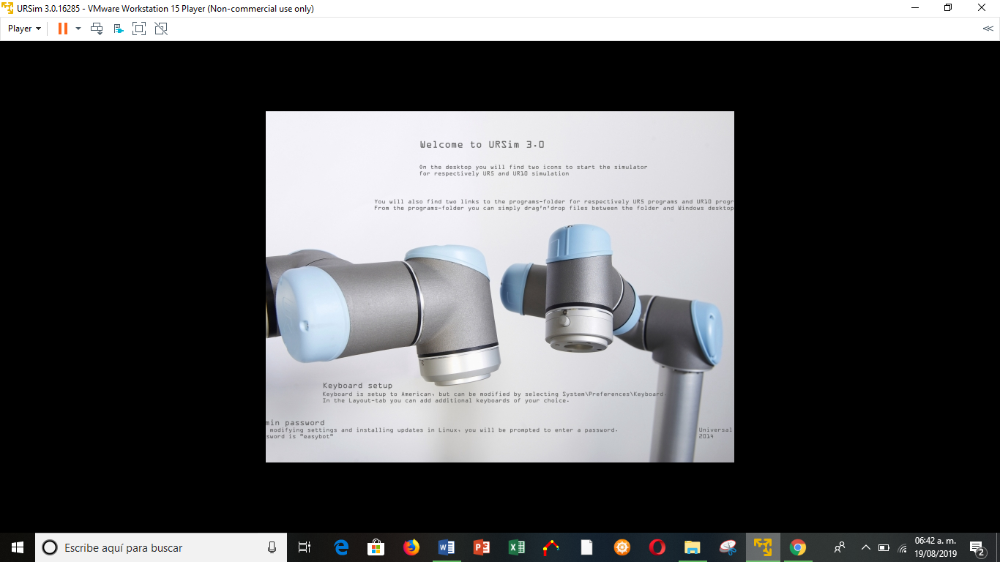 URSim 3.0.16285 - VMware Workstation 15 Player (Non-commercial use only)
Player
Welcome to URSim 3.0
On the desktop you will find two icons to start the simulator
for respectively UR5 and UR10 simulation
You will also find two links to the programs-folder for respectively UR5 programs and UR10 progr
From the programs-folder you can simply drag'n'drop files between the folder and Windows desktop
Keyboard setup
Keyboard is setup to American, but can be modified by selecting System\Preferences\Keyboard.
In the Layout-tab you can add additional keyboards of your choice.
min password
modifying settings and installing updates in Linux, you will be prompted to enter a password.
sword is "easybot"
Universal
2014
Escribe aquí para buscar
06:42 a. m.
19/08/2019
2